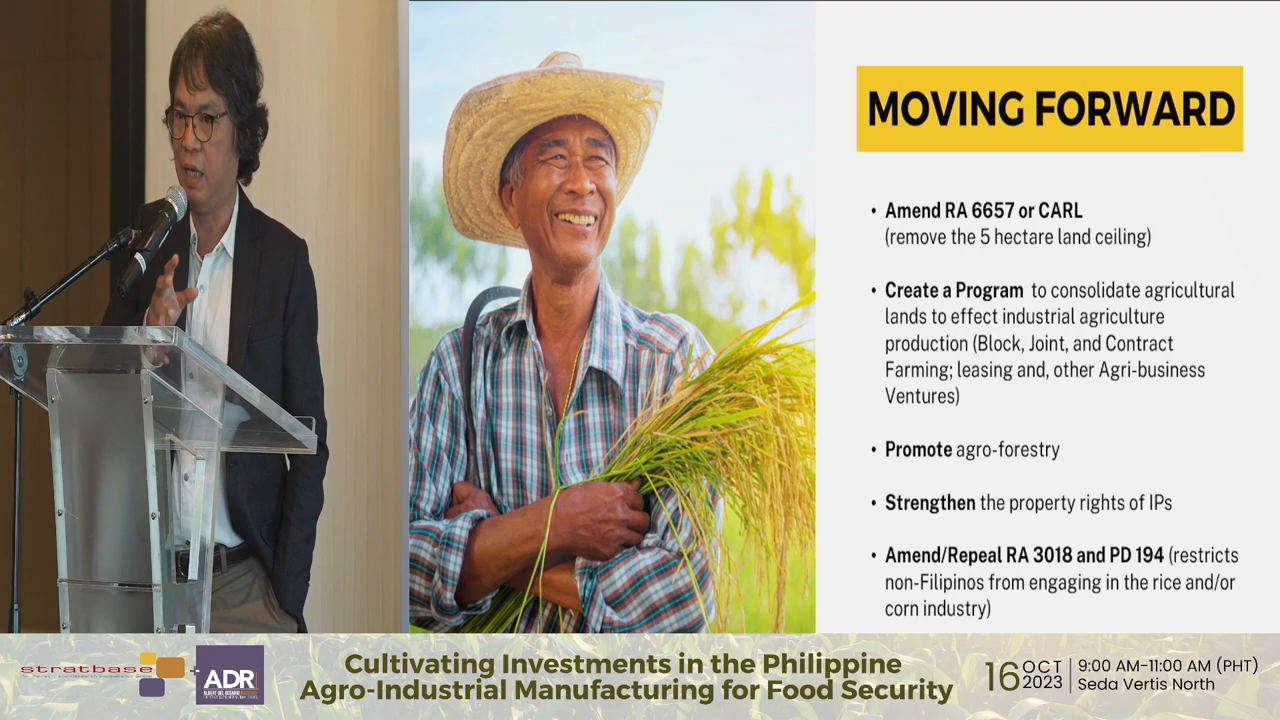 MOVING FORWARD
• Amend RA 6657 or CARL
(remove the 5 hectare land ceiling)
• Create a Program to consolidate agricultural
lands to effect industrial agriculture
production (Block, Joint, and Contract
Farming; leasing and, other Agri-business
Ventures)
• Promote agro-forestry
• Strengthen the property rights of IPs
• Amend/Repeal RA 3018 and PD 194 (restricts
non-Filipinos from engaging in the rice and/or
corn industry)
stratbase
+
ADR
Cultivating Investments in the Philippine
Agro-Industrial Manufacturing for Food Security
16 OCT 2023
9:00 AM-11:00 AM (PHT)
Seda Vertis North